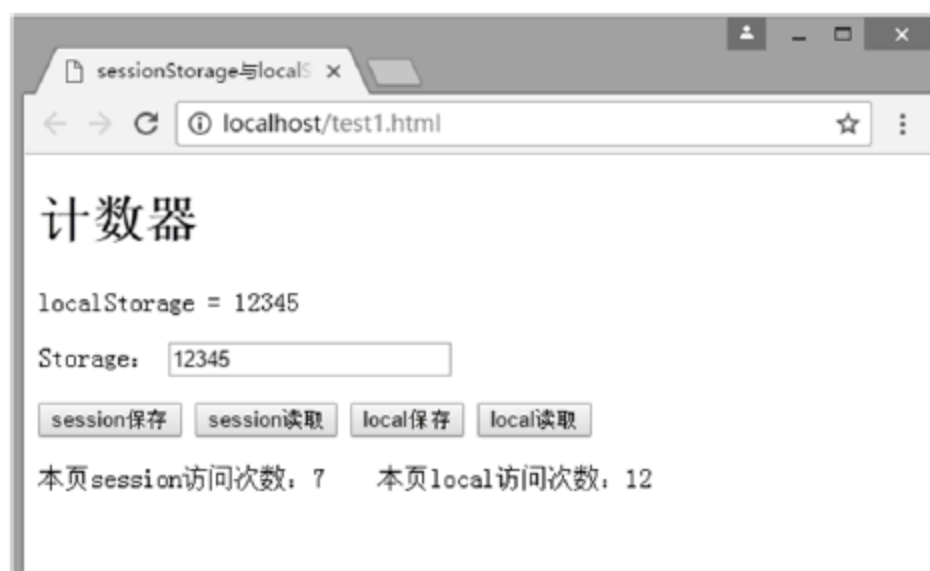 sessionStorage与localS
localhost/test1.html
计数器
localStorage = 12345
Storage: 12345
session保存 session读取 local保存 local读取
本页session访问次数：7 本页local访问次数：12